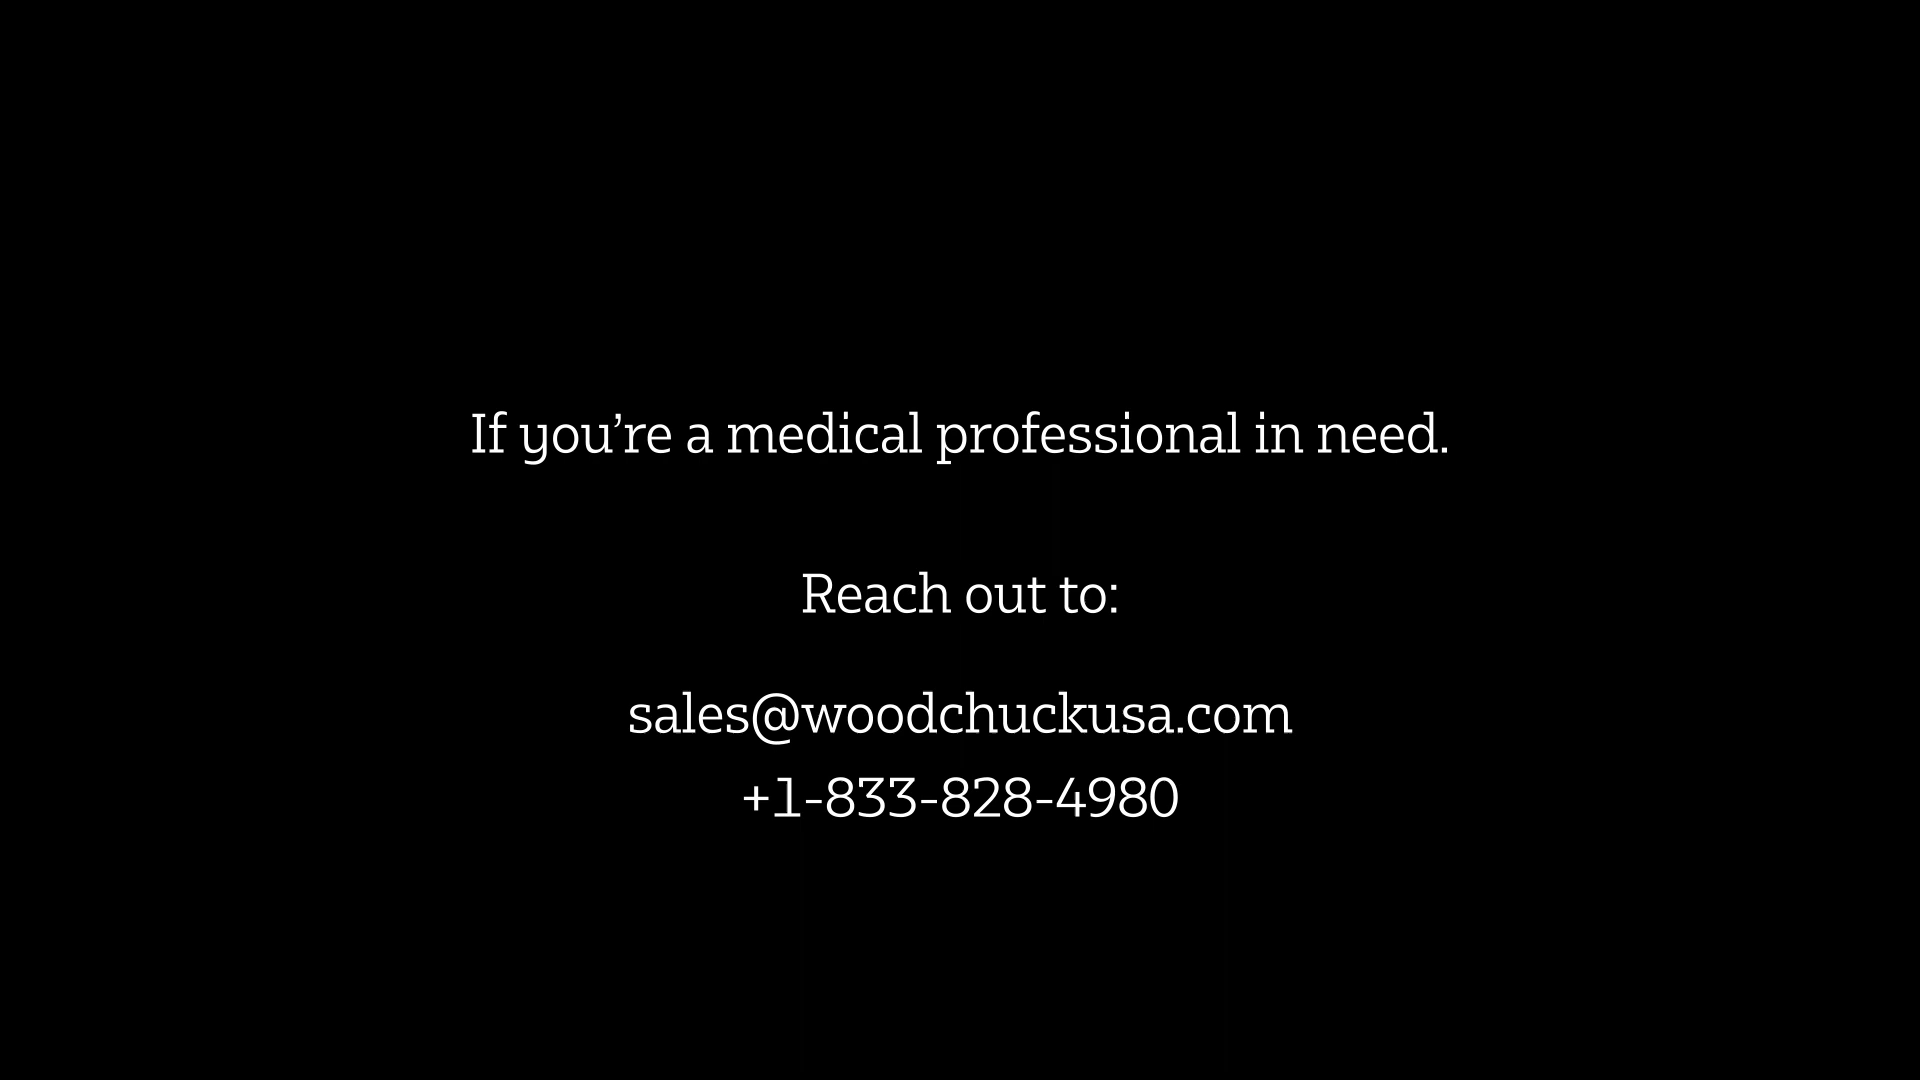 If you’re a medical professional in need.
Reach out to:
sales@woodchuckusa.com
+1-833-828-4980